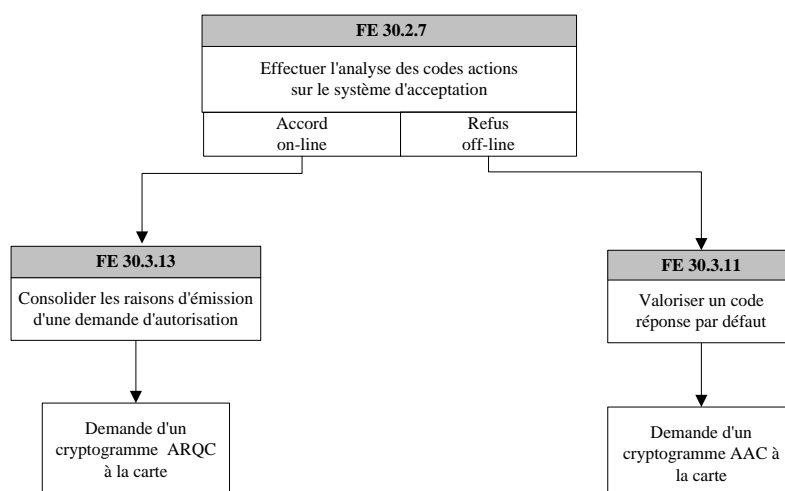 FE 30.2.7
Effectuer l'analyse des codes actions
sur le système d'acceptation
Accord
on-line
Refus
off-line
FE 30.3.13
Consolider les raisons d'émission
d'une demande d'autorisation
FE 30.3.11
Valoriser un code
réponse par défaut
Demande d'un
cryptogramme ARQC
à la carte
Demande d'un
cryptogramme AAC à
la carte